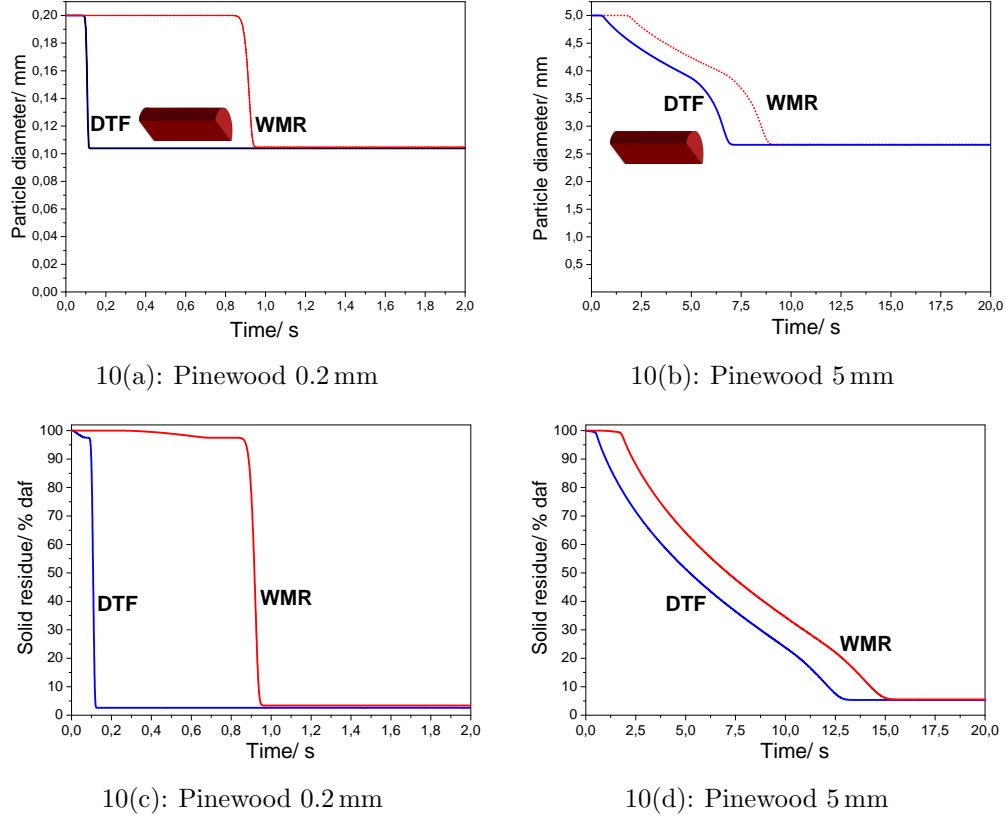 0,20
0,18
0,16
0,14
0,12
0,10
0,08
0,06
0,04
0,02
0,00
Particle diameter/ mm
DTF
WMR
0,0 0,2 0,4 0,6 0,8 1,0 1,2 1,4 1,6 1,8 2,0
Time/ s
10(a): Pinewood 0.2 mm
5,0
4,5
4,0
3,5
3,0
2,5
2,0
1,5
1,0
0,5
Particle diameter/ mm
DTF
WMR
0,0 2,5 5,0 7,5 10,0 12,5 15,0 17,5 20,0
Time/ s
10(b): Pinewood 5 mm
100
90
80
70
60
50
40
30
20
10
0
Solid residue/ % daf
DTF
WMR
0,0 0,2 0,4 0,6 0,8 1,0 1,2 1,4 1,6 1,8 2,0
Time/ s
10(c): Pinewood 0.2 mm
100
90
80
70
60
50
40
30
20
10
0
Solid residue/ % daf
DTF
WMR
0,0 2,5 5,0 7,5 10,0 12,5 15,0 17,5 20,0
Time/ s
10(d): Pinewood 5 mm